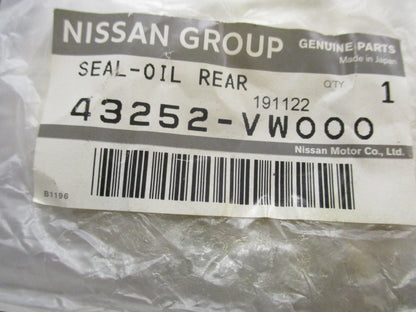 NISSAN GROUP GENUINE PARTS
Made in Japan
SEAL-OIL REAR Q'TY 1
191122
43252-VW000
Nissan Motor Co., Ltd.
B1196